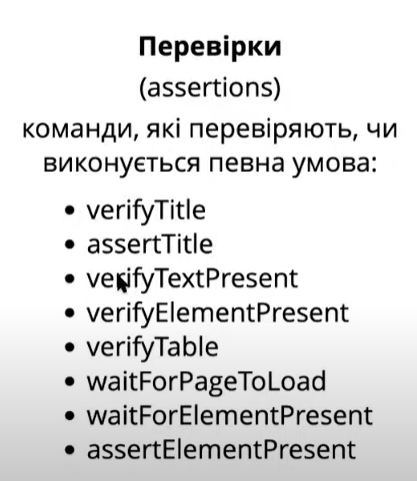 Перевірки
(assertions)
команди, які перевіряють, чи
виконується певна умова:
• verifyTitle
• assertTitle
• verifyTextPresent
• verifyElementPresent
• verifyTable
• waitForPageToLoad
• waitForElementPresent
• assertElementPresent